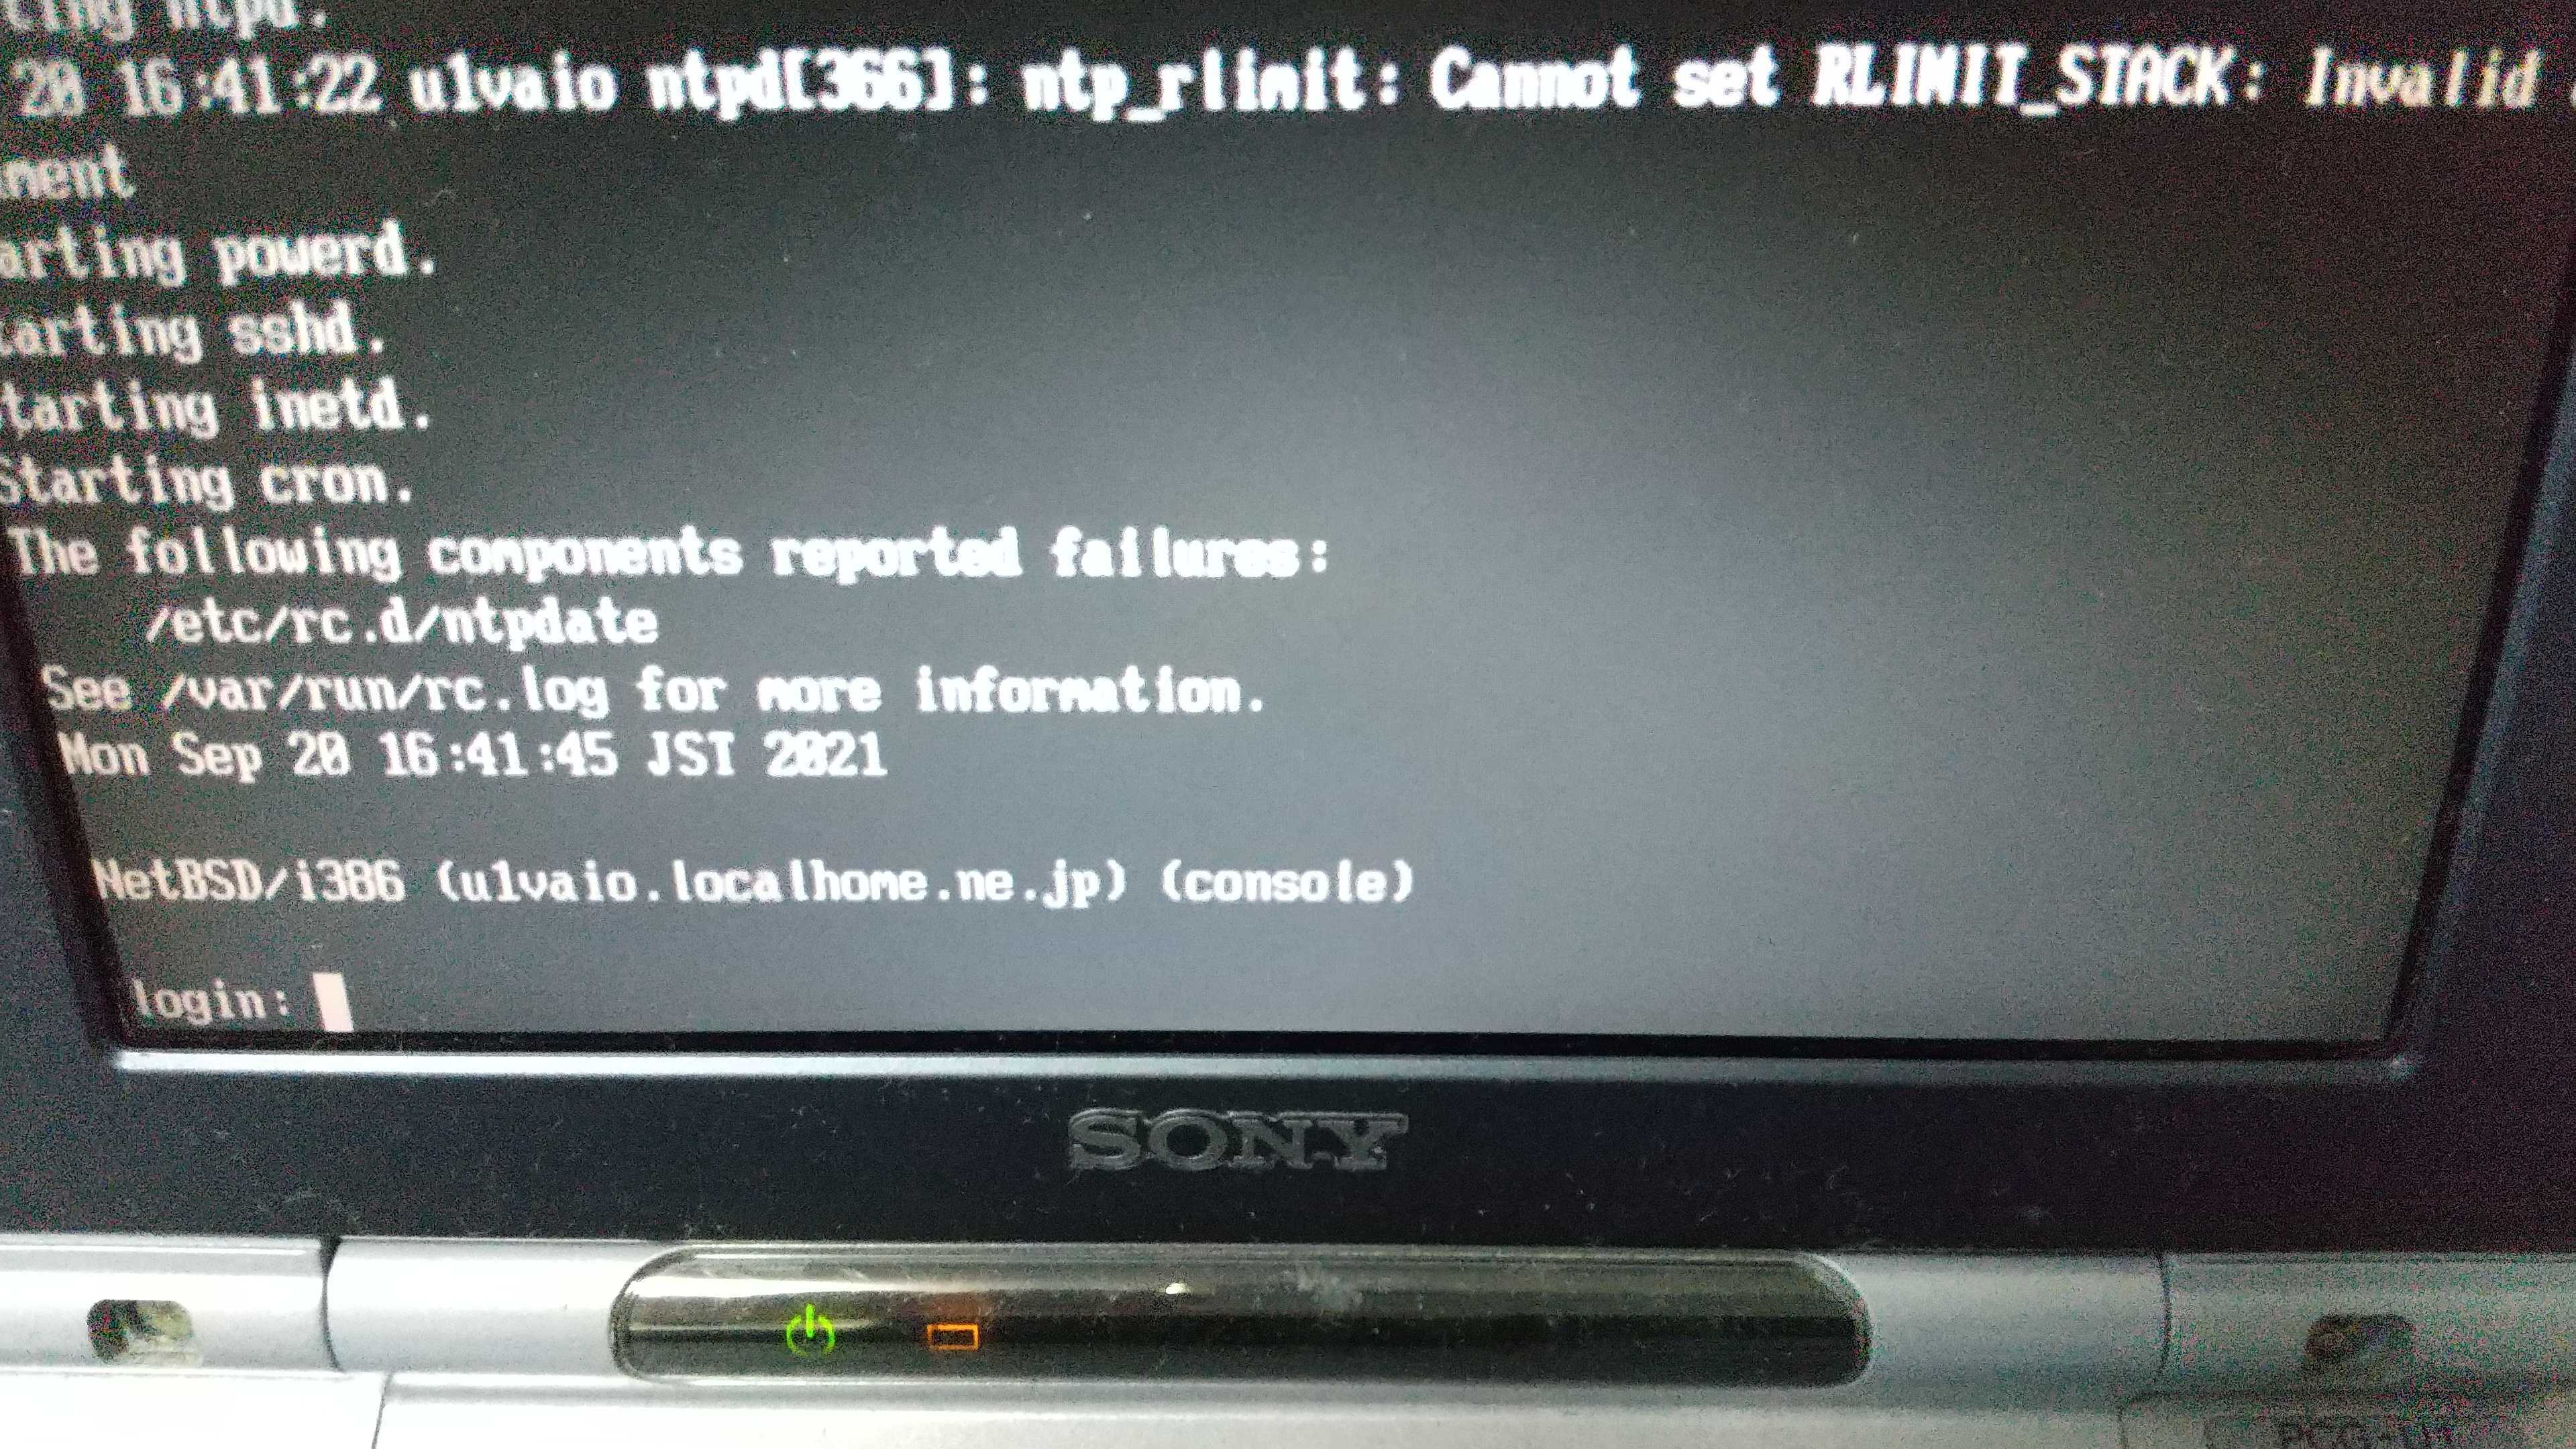 ting ntpd.
20 16:41:22 u1vaio ntpd[366]: ntp_rlimit: Cannot set RLIMIT_STACK: Invalid
ment
arting powerd.
tarting sshd.
tarting inetd.
Starting cron.
The following components reported failures:
/etc/rc.d/ntpdate
See /var/run/rc.log for more information.
Mon Sep 20 16:41:45 JST 2021
NetBSD/i386 (u1vaio.localhome.ne.jp) (console)
login:
SONY